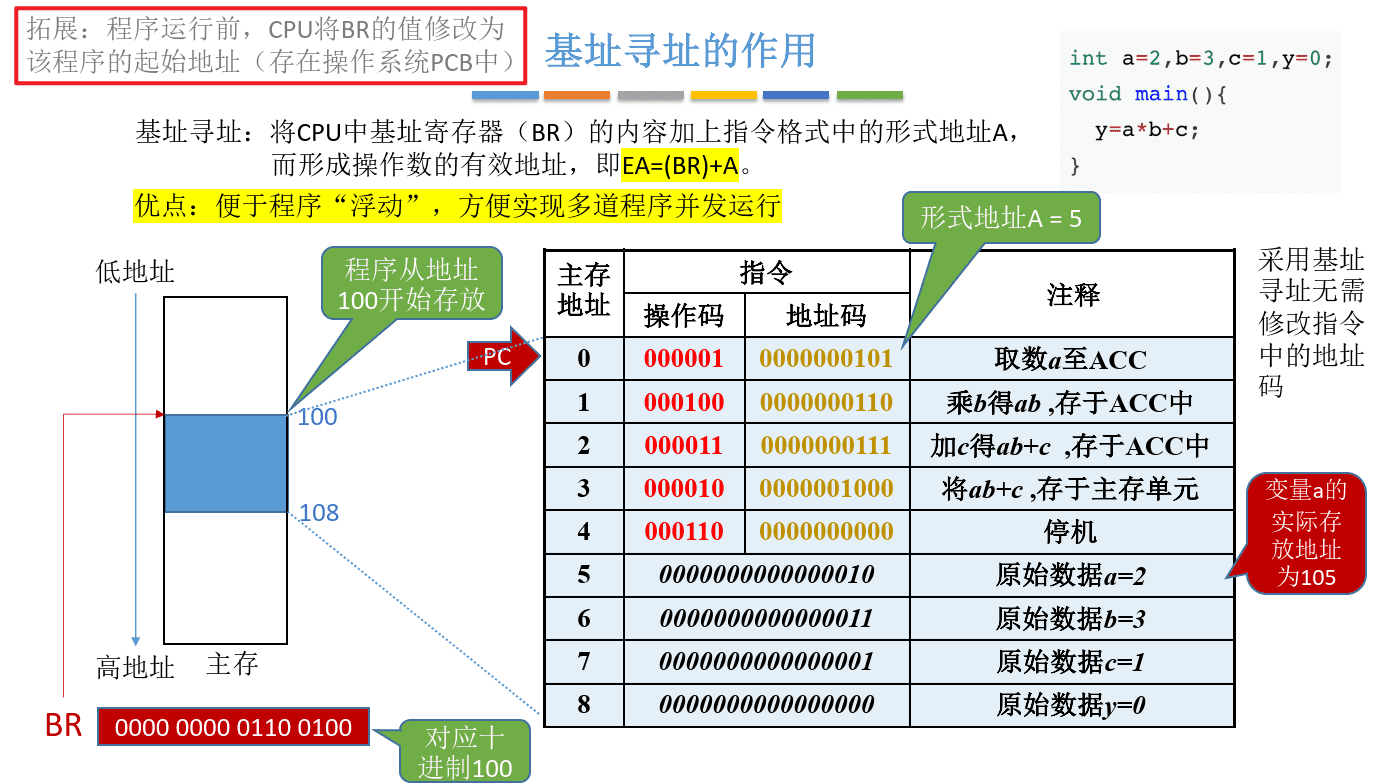 拓展：程序运行前，CPU将BR的值修改为
该程序的起始地址（存在操作系统PCB中）
基址寻址的作用
int a=2,b=3,c=1,y=0;
void main(){
y=a*b+c;
}
基址寻址：将CPU中基址寄存器（BR）的内容加上指令格式中的形式地址A，
而形成操作数的有效地址，即EA=(BR)+A。
优点：便于程序“浮动”，方便实现多道程序并发运行
形式地址A = 5
低地址
程序从地址
100开始存放
100
108
高地址
主存
BR
0000 0000 0110 0100
对应十
进制100
PC
主存
地址
指令
注释
操作码 地址码
0 000001 0000000101 取数a至ACC
1 000100 0000000110 乘b得ab ,存于ACC中
2 000011 0000000111 加c得ab+c ,存于ACC中
3 000010 0000001000 将ab+c ,存于主存单元
4 000110 0000000000 停机
5 0000000000000010 原始数据a=2
6 0000000000000011 原始数据b=3
7 0000000000000001 原始数据c=1
8 0000000000000000 原始数据y=0
采用基址
寻址无需
修改指令
中的地址
码
变量a的
实际存
放地址
为105